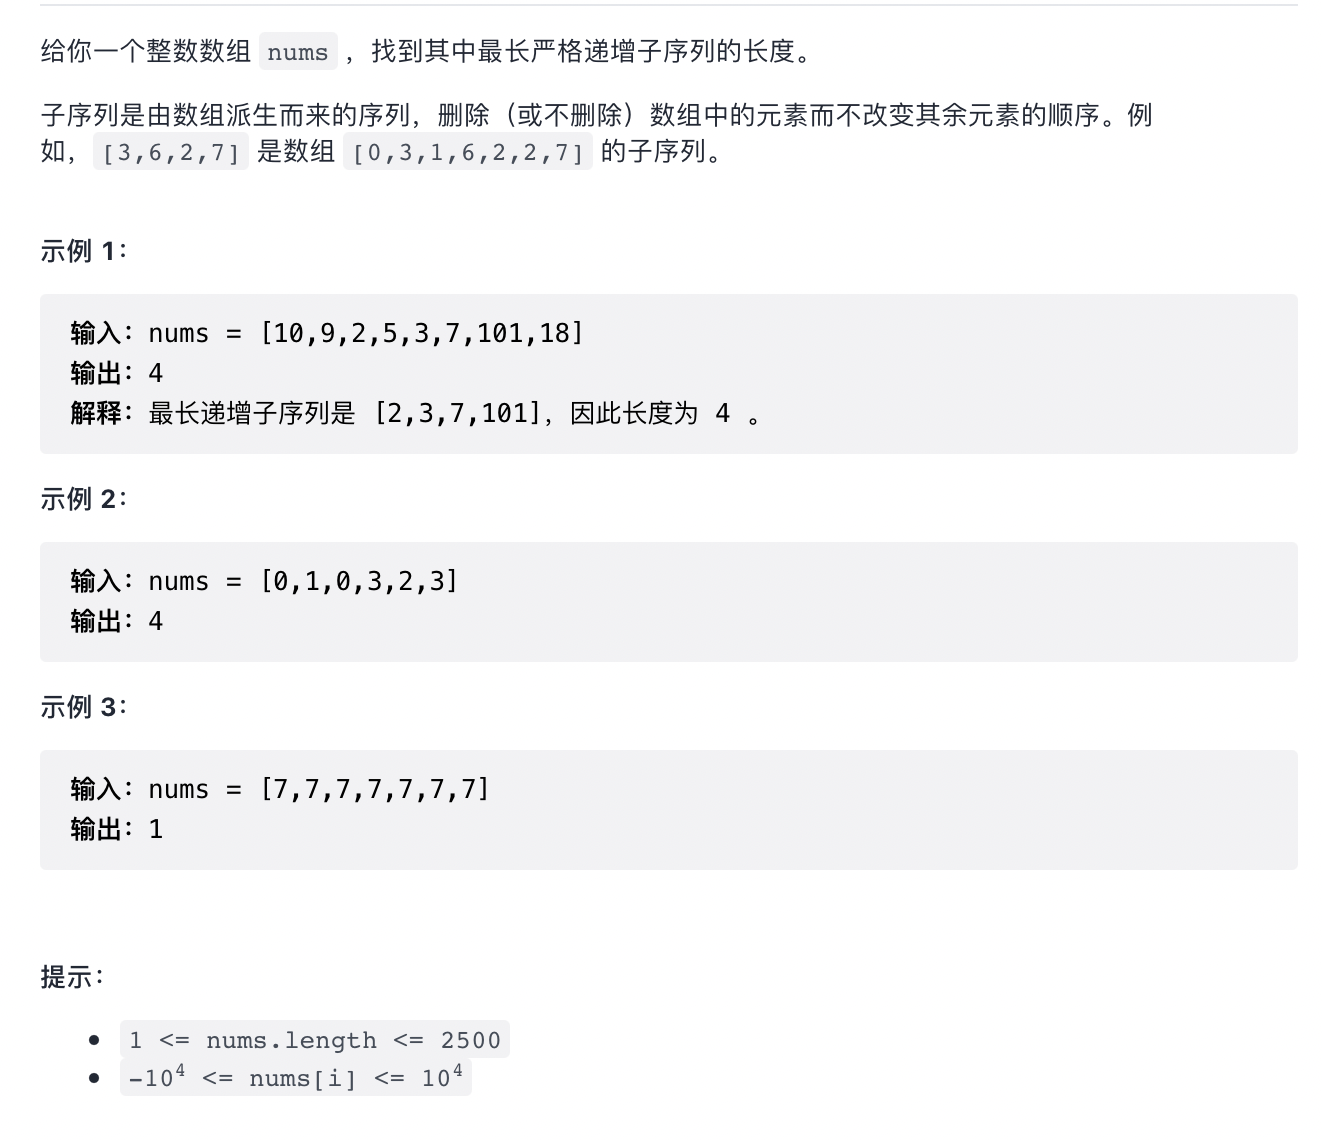 给你一个整数数组 nums ，找到其中最长严格递增子序列的长度。
子序列是由数组派生而来的序列，删除（或不删除）数组中的元素而不改变其余元素的顺序。例
如，[3,6,2,7] 是数组 [0,3,1,6,2,2,7] 的子序列。
示例 1：
输入：nums = [10,9,2,5,3,7,101,18]
输出：4
解释：最长递增子序列是 [2,3,7,101]，因此长度为 4 。
示例 2：
输入：nums = [0,1,0,3,2,3]
输出：4
示例 3：
输入：nums = [7,7,7,7,7,7,7]
输出：1
提示：
• 1 <= nums.length <= 2500
• -10⁴ <= nums[i] <= 10⁴